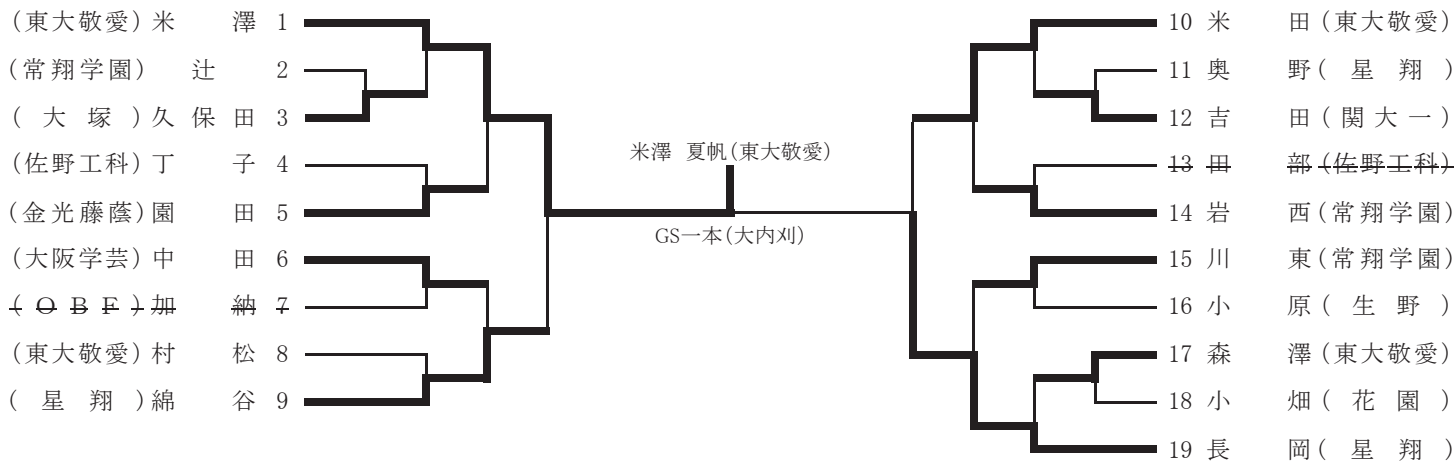 (東大敬愛)米 澤 1
(常翔学園) 辻 2
( 大 塚 )久 保 田 3
(佐野工科)丁 子 4
(金光藤蔭)園 田 5
(大阪学芸)中 田 6
( O B F )加 納 7
(東大敬愛)村 松 8
( 星 翔 )綿 谷 9
米澤 夏帆(東大敬愛)
GS一本(大内刈)
10 米 田(東大敬愛)
11 奥 野( 星 翔 )
12 吉 田(関大一)
13 田 部(佐野工科)
14 岩 西(常翔学園)
15 川 東(常翔学園)
16 小 原( 生 野 )
17 森 澤(東大敬愛)
18 小 畑( 花 園 )
19 長 岡( 星 翔 )